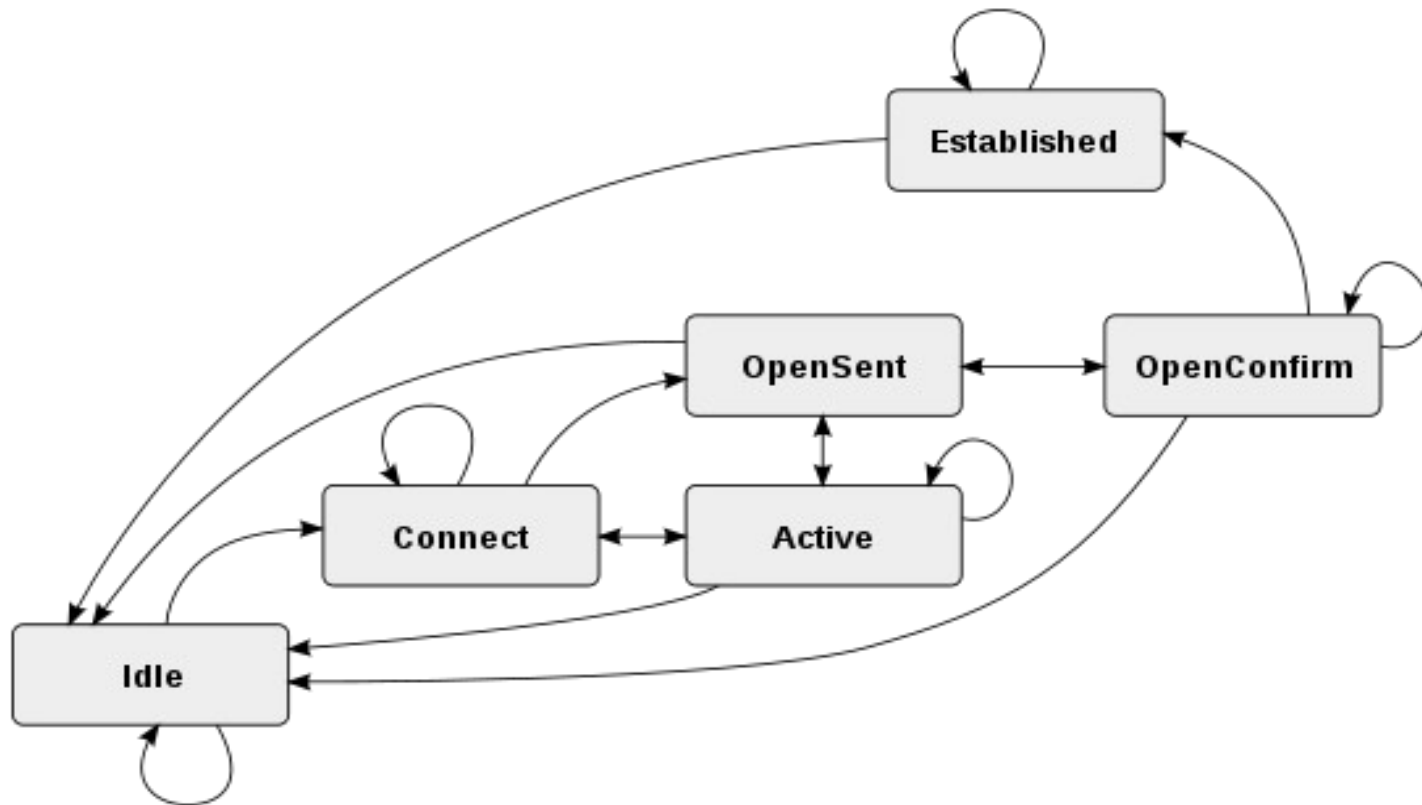 Established
OpenSent
OpenConfirm
Connect
Active
Idle